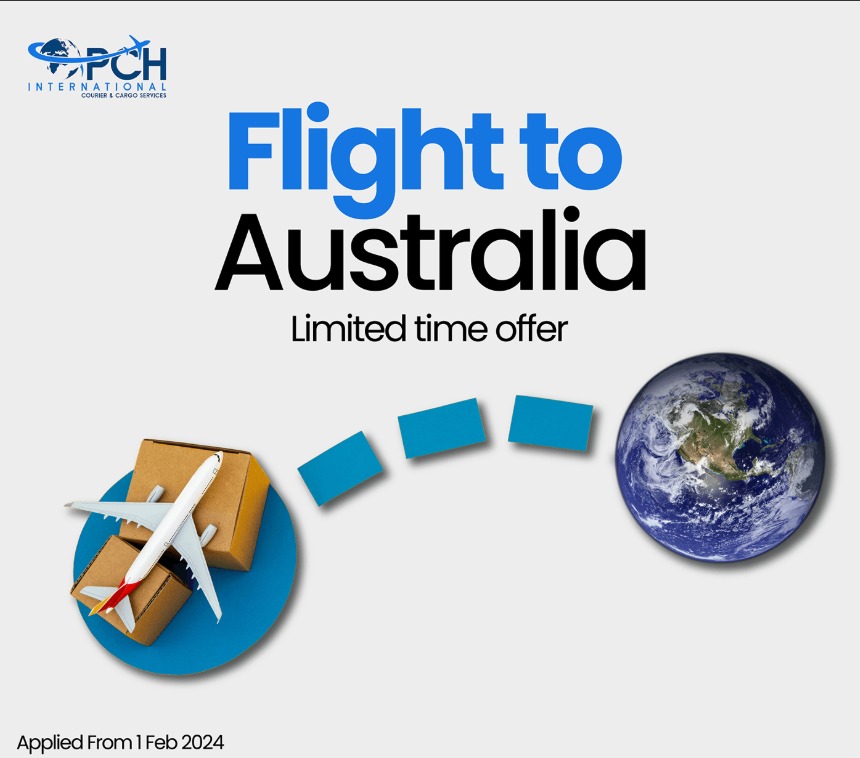 PCH
INTERNATIONAL
COURIER & CARGO SERVICES
Flight to
Australia
Limited time offer
Applied From 1 Feb 2024